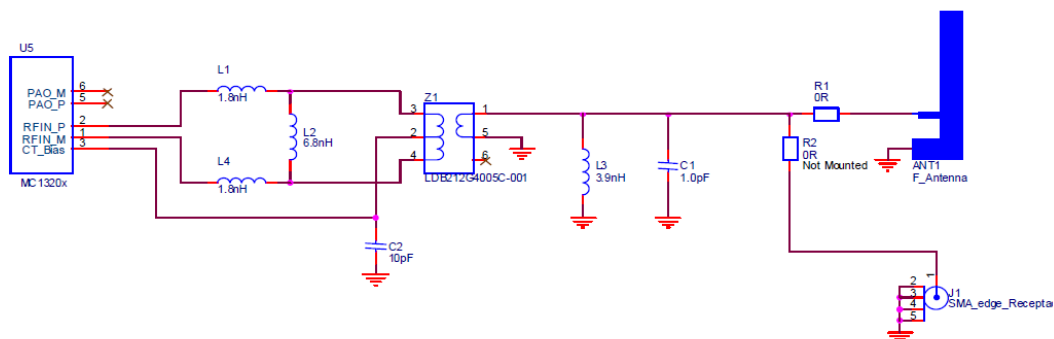 U5
PAO_M 6
PAO_P 5
RFIN_P 2
RFIN_M 1
CT_Bias 3
MC1320x
L1
1.8nH
L2
6.8nH
L4
1.8nH
C2
10pF
Z1
3
2
4
1
5
6
LDB212G4005C-001
L3
3.9nH
C1
1.0pF
R1
0R
R2
0R
Not Mounted
ANT1
F_Antenna
1
2
3
4
5
J1
SMA_edge_Recepta